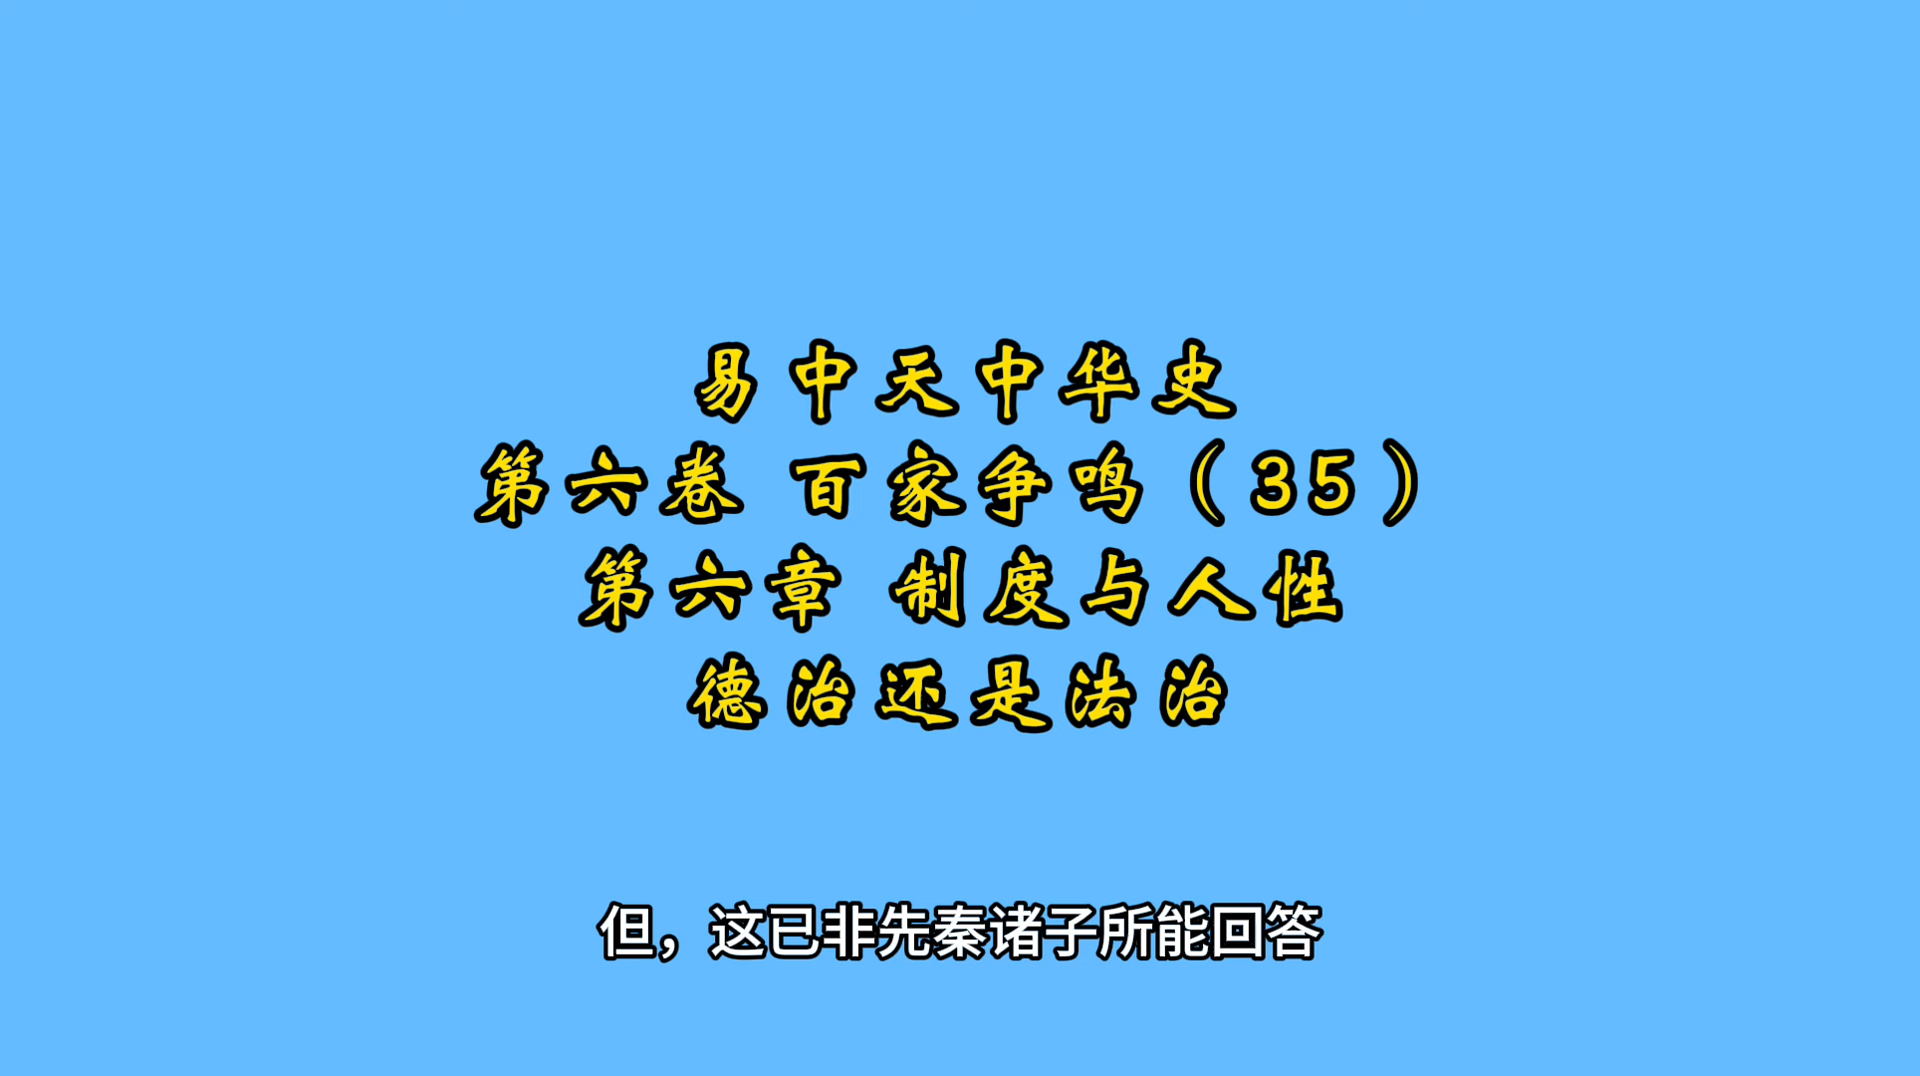 易中天中华史
第六卷 百家争鸣（35）
第六章 制度与人性
德治还是法治
但，这已非先秦诸子所能回答